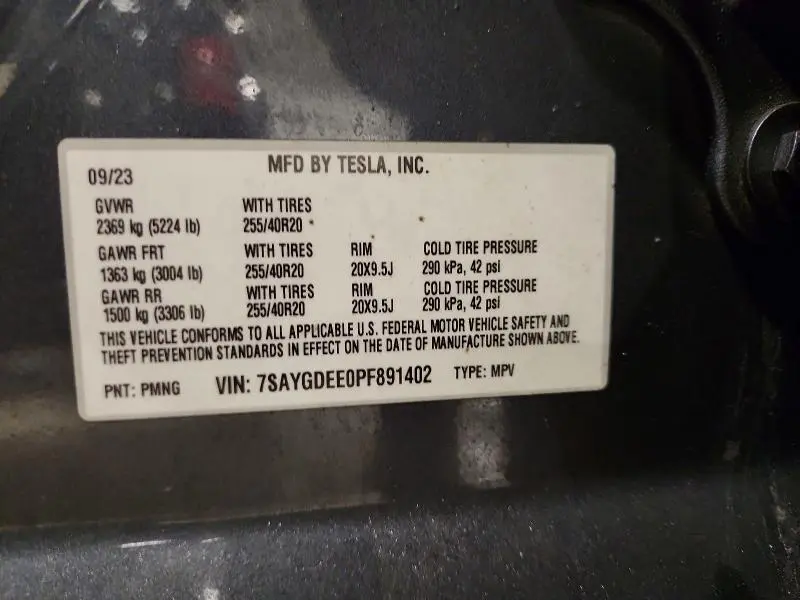 MFD BY TESLA, INC.
09/23
GVWR WITH TIRES
2369 kg (5224 lb) 255/40R20
GAWR FRT WITH TIRES RIM COLD TIRE PRESSURE
1363 kg (3004 lb) 255/40R20 20X9.5J 290 kPa, 42 psi
GAWR RR WITH TIRES RIM COLD TIRE PRESSURE
1500 kg (3306 lb) 255/40R20 20X9.5J 290 kPa, 42 psi
THIS VEHICLE CONFORMS TO ALL APPLICABLE U.S. FEDERAL MOTOR VEHICLE SAFETY AND
THEFT PREVENTION STANDARDS IN EFFECT ON THE DATE OF MANUFACTURE SHOWN ABOVE.
PNT: PMNG VIN: 7SAYGDEE0PF891402 TYPE: MPV